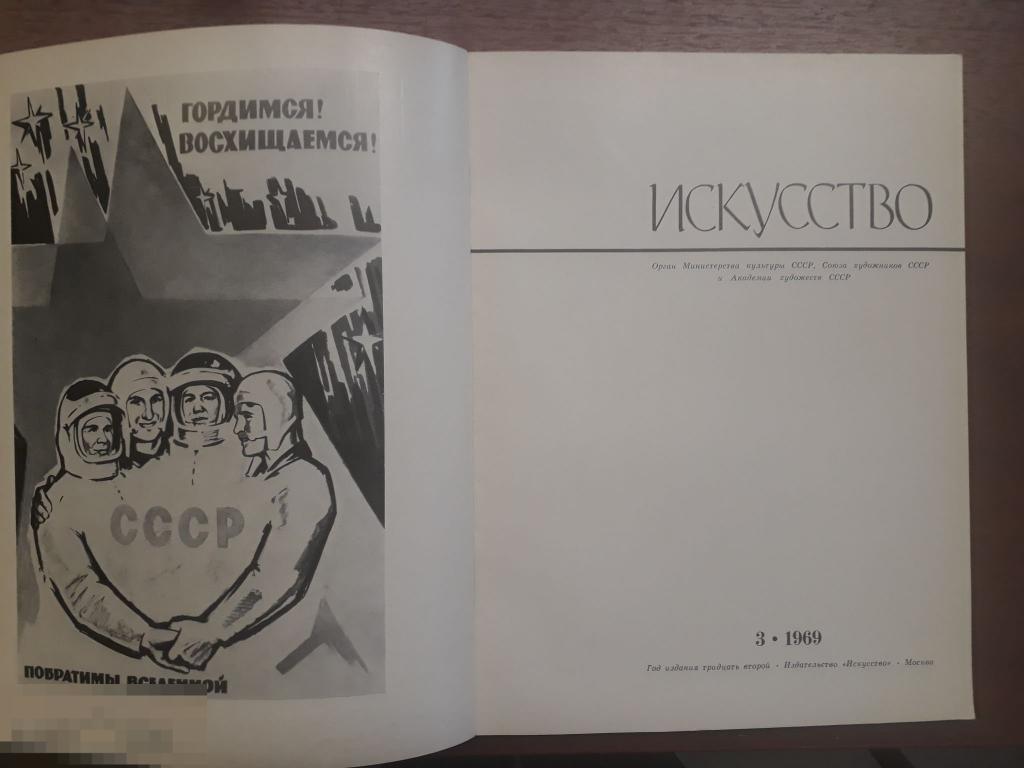 ГОРДИМСЯ!
ВОСХИЩАЕМСЯ!
СССР
ПОБРАТИМЫ ВСЕЛЕННОЙ
ИСКУССТВО
Орган Министерства культуры СССР, Союза художников СССР
и Академии художеств СССР
3 • 1969
Год издания тридцать второй • Издательство «Искусство» • Москва